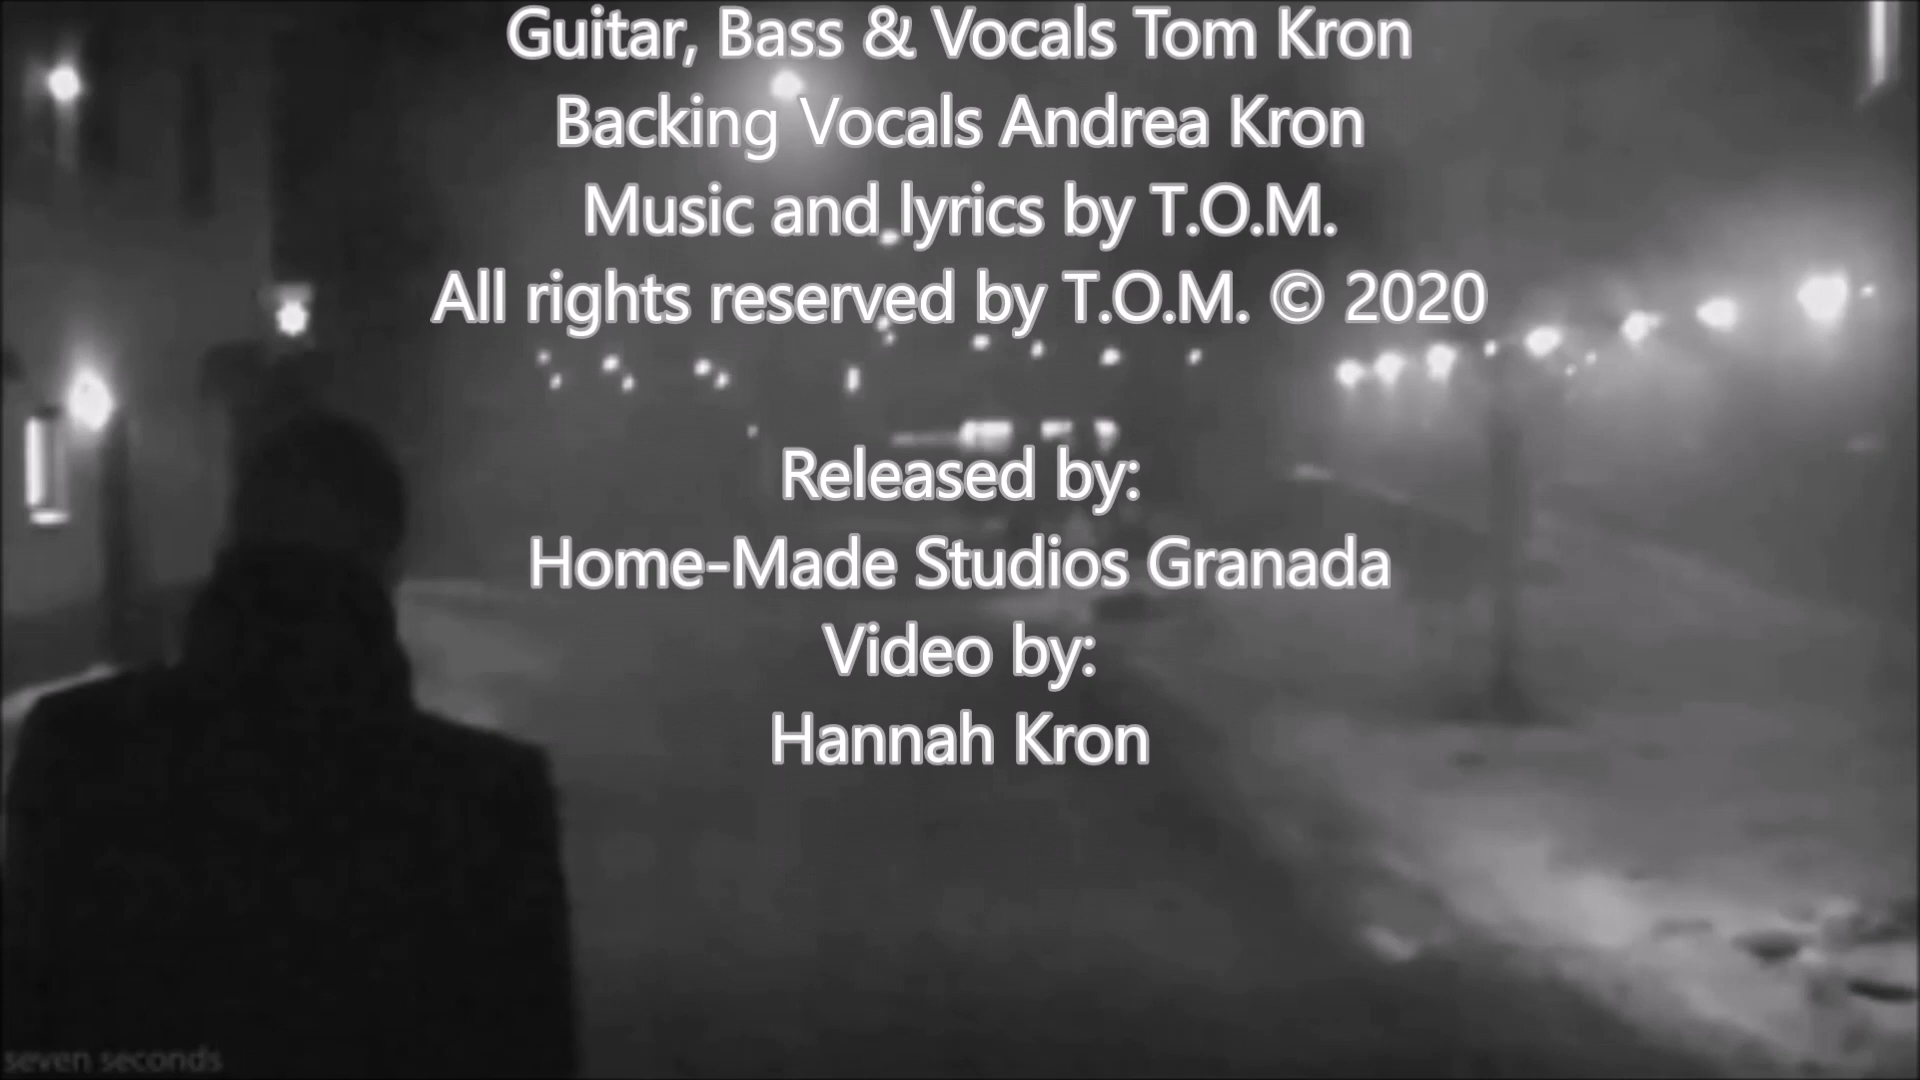 Guitar, Bass & Vocals Tom Kron
Backing Vocals Andrea Kron
Music and lyrics by T.O.M.
All rights reserved by T.O.M. © 2020
Released by:
Home-Made Studios Granada
Video by:
Hannah Kron
seven seconds